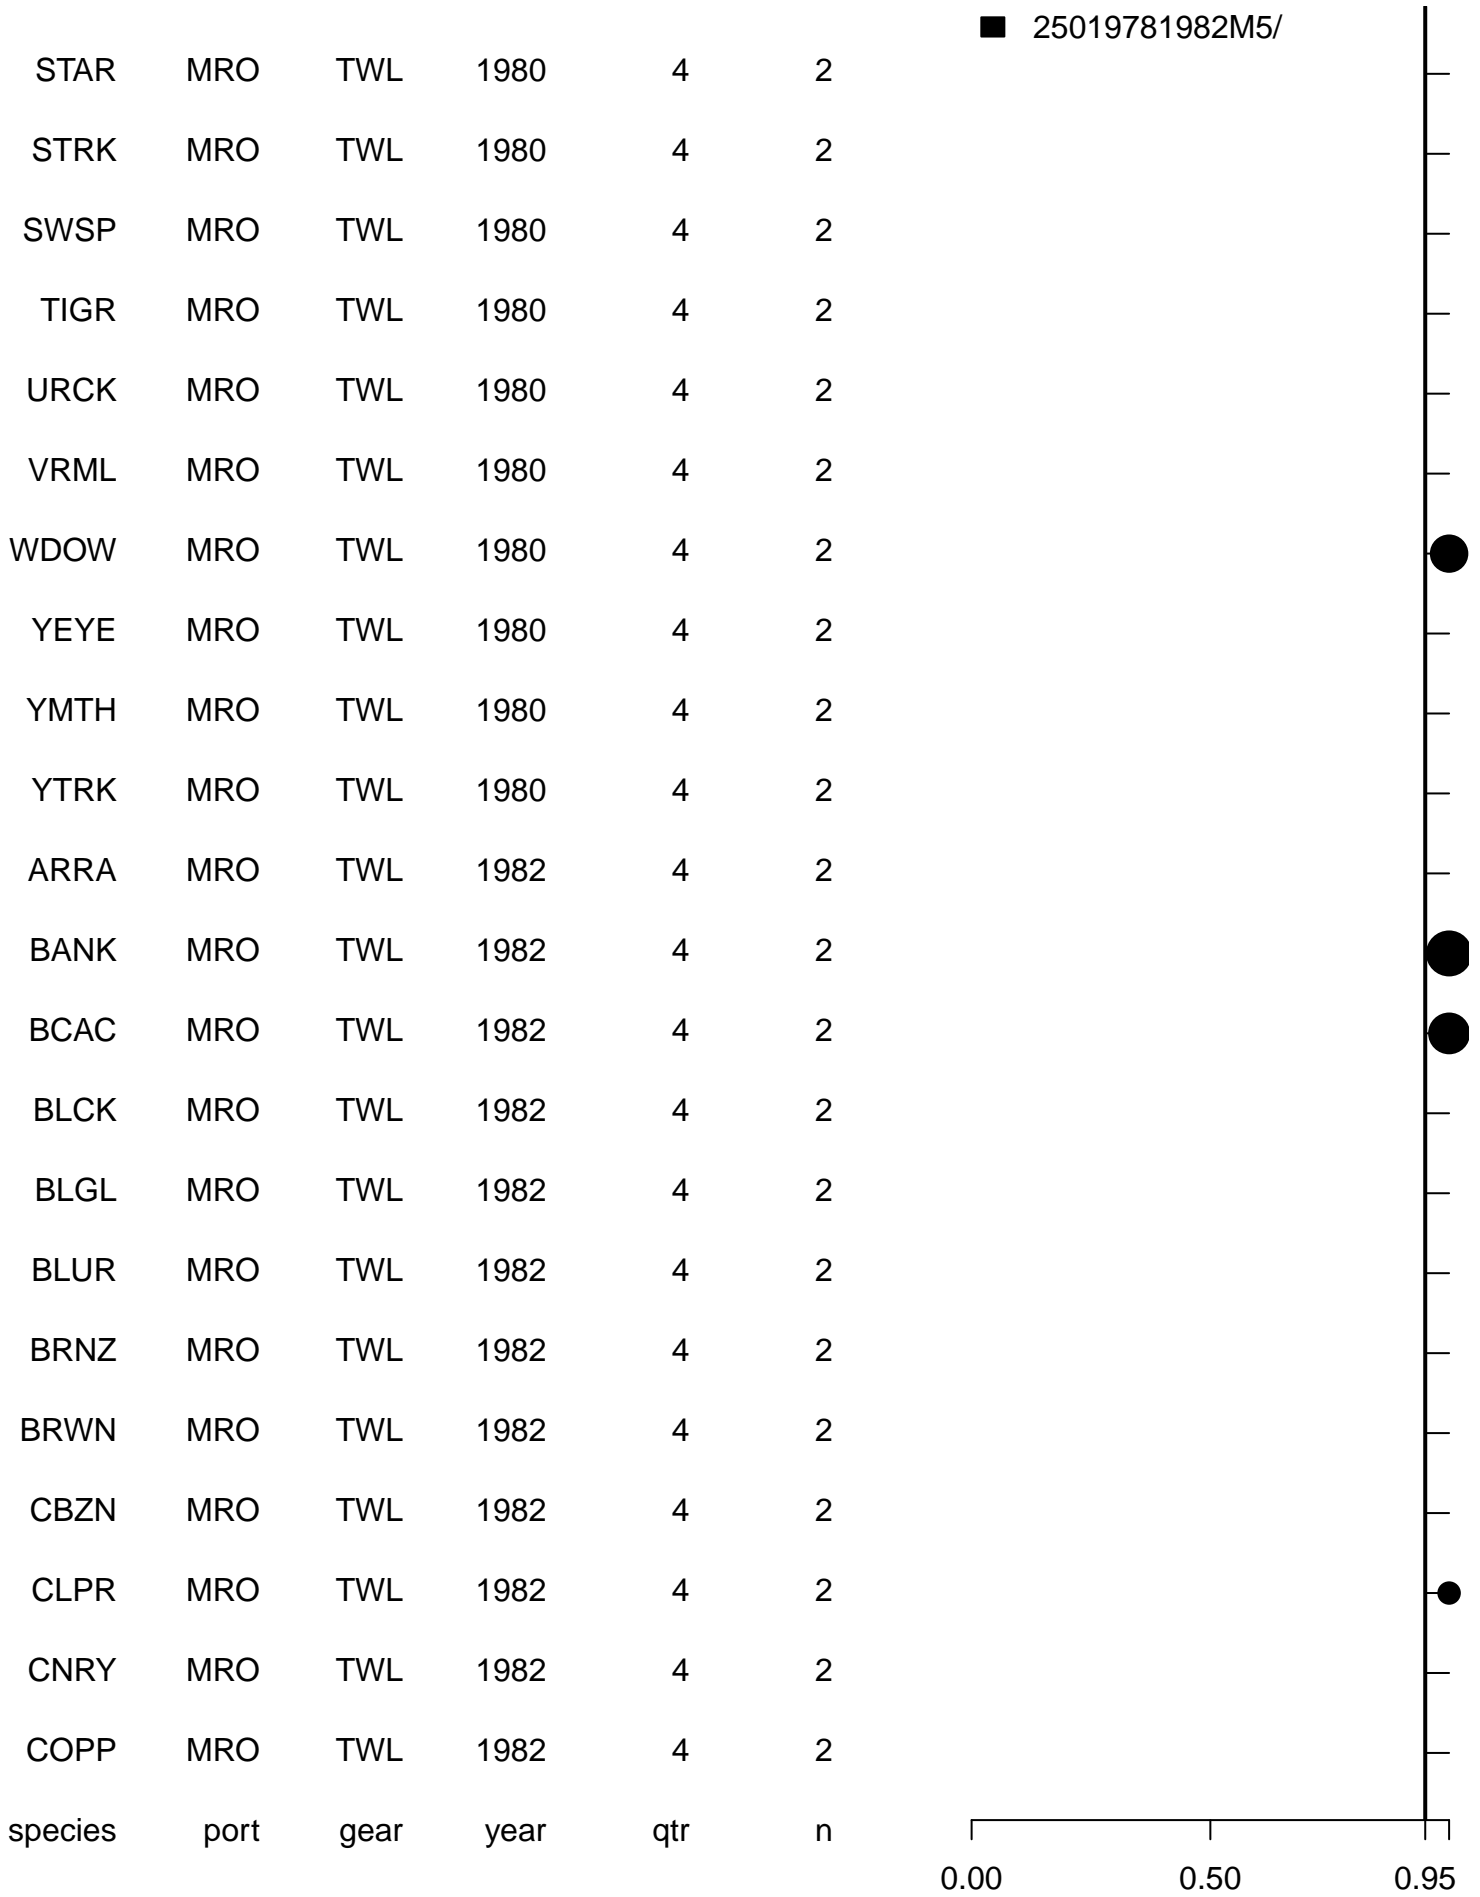 25019781982M5/
STAR MRO TWL 1980 4 2
STRK MRO TWL 1980 4 2
SWSP MRO TWL 1980 4 2
TIGR MRO TWL 1980 4 2
URCK MRO TWL 1980 4 2
VRML MRO TWL 1980 4 2
WDOW MRO TWL 1980 4 2
YEYE MRO TWL 1980 4 2
YMTH MRO TWL 1980 4 2
YTRK MRO TWL 1980 4 2
ARRA MRO TWL 1982 4 2
BANK MRO TWL 1982 4 2
BCAC MRO TWL 1982 4 2
BLCK MRO TWL 1982 4 2
BLGL MRO TWL 1982 4 2
BLUR MRO TWL 1982 4 2
BRNZ MRO TWL 1982 4 2
BRWN MRO TWL 1982 4 2
CBZN MRO TWL 1982 4 2
CLPR MRO TWL 1982 4 2
CNRY MRO TWL 1982 4 2
COPP MRO TWL 1982 4 2
species port gear year qtr n
0.00 0.50 0.95